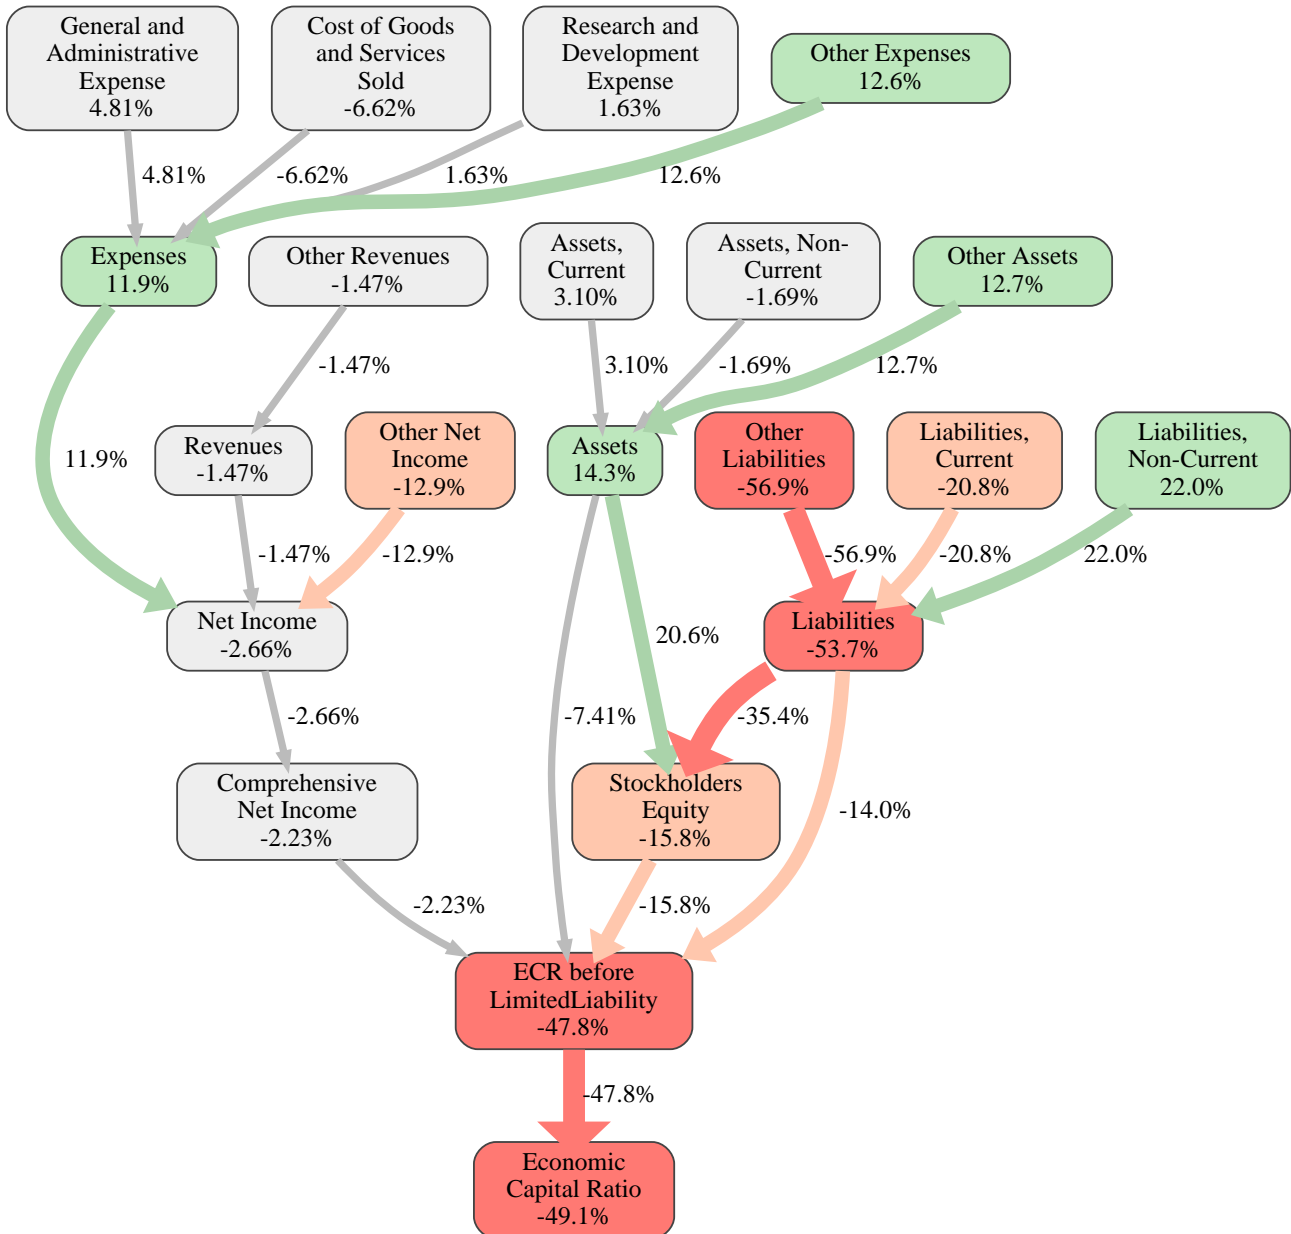 General and
Administrative
Expense
4.81%
Cost of Goods
and Services
Sold
-6.62%
Research and
Development
Expense
1.63%
Other Expenses
12.6%
4.81%
-6.62%
1.63%
12.6%
Expenses
11.9%
Other Revenues
-1.47%
Assets,
Current
3.10%
Assets, Non-
Current
-1.69%
Other Assets
12.7%
-1.47%
3.10%
-1.69%
12.7%
11.9%
Revenues
-1.47%
Other Net
Income
-12.9%
Assets
14.3%
Other
Liabilities
-56.9%
Liabilities,
Current
-20.8%
Liabilities,
Non-Current
22.0%
-1.47%
-12.9%
-56.9%
-20.8%
22.0%
Net Income
-2.66%
20.6%
Liabilities
-53.7%
-2.66%
-7.41%
-35.4%
Comprehensive
Net Income
-2.23%
Stockholders
Equity
-15.8%
-14.0%
-2.23%
-15.8%
ECR before
LimitedLiability
-47.8%
-47.8%
Economic
Capital Ratio
-49.1%